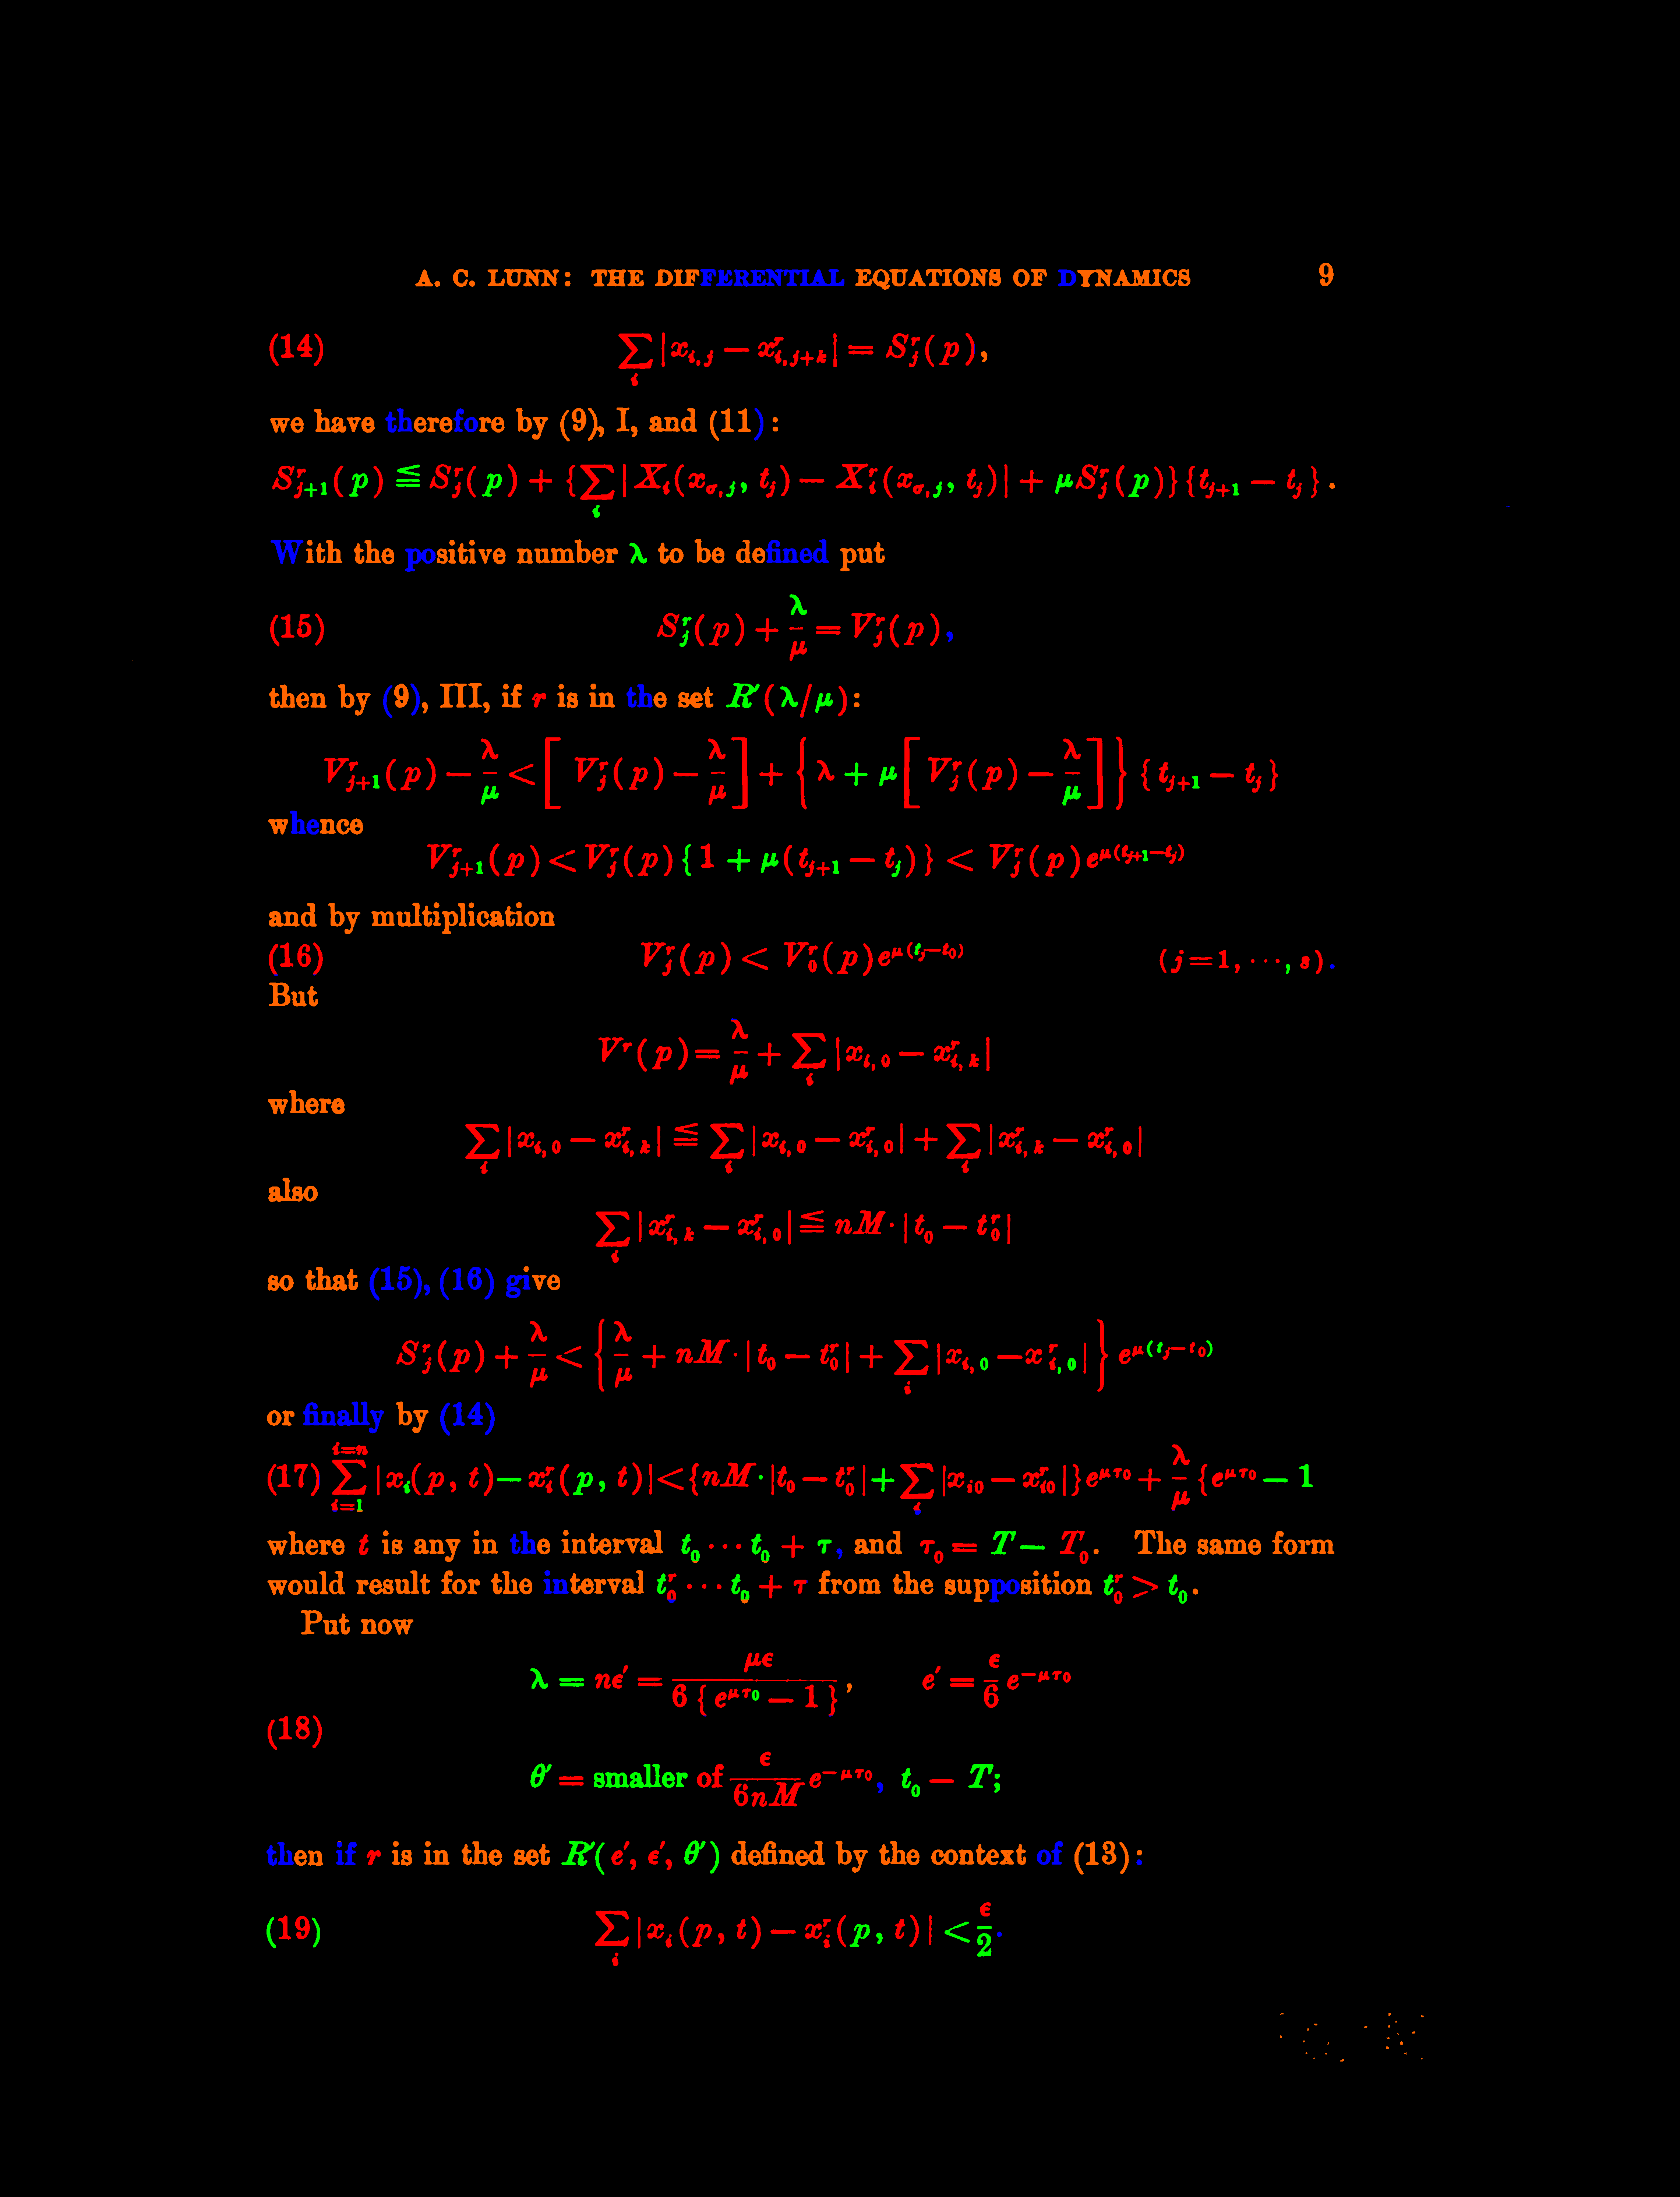 A. C. LUNN: THE DIFFERENTIAL EQUATIONS OF DYNAMICS 9
(14) $\sum_i |x_{i,j} - x^r_{i,j+k}| = S^r_j(p),$
we have therefore by (9), I, and (11):
$S^r_{j+1}(p) \leqq S^r_j(p) + \{\sum_i |X_i(x_{\sigma,j}, t_j) - X^r_i(x_{\sigma,j}, t_j)| + \mu S^r_j(p)\}\{t_{j+1} - t_j\}.$
With the positive number λ to be defined put
(15) $S^r_j(p) + \frac{\lambda}{\mu} = V^r_j(p),$
then by (9), III, if r is in the set R'(λ/μ):
$V^r_{j+1}(p) - \frac{\lambda}{\mu} < \left[ V^r_j(p) - \frac{\lambda}{\mu} \right] + \left\{ \lambda + \mu \left[ V^r_j(p) - \frac{\lambda}{\mu} \right] \right\} \{t_{j+1} - t_j\}$
whence
$V^r_{j+1}(p) < V^r_j(p)\{1 + \mu(t_{j+1} - t_j)\} < V^r_j(p)e^{\mu(t_{j+1}-t_j)}$
and by multiplication
(16) $V^r_j(p) < V^r_0(p)e^{\mu(t_j-t_0)}$ $(j=1, \cdots, s).$
But
$V^r(p) = \frac{\lambda}{\mu} + \sum_i |x_{i,0} - x^r_{i,k}|$
where
$\sum_i |x_{i,0} - x^r_{i,k}| \leqq \sum_i |x_{i,0} - x^r_{i,0}| + \sum_i |x^r_{i,k} - x^r_{i,0}|$
also
$\sum_i |x^r_{i,k} - x^r_{i,0}| \leqq nM \cdot |t_0 - t^r_0|$
so that (15), (16) give
$S^r_j(p) + \frac{\lambda}{\mu} < \left\{ \frac{\lambda}{\mu} + nM \cdot |t_0 - t^r_0| + \sum_i |x_{i,0} - x^r_{i,0}| \right\} e^{\mu(t_j-t_0)}$
or finally by (14)
(17) $\sum_{i=1}^{i=n} |x_i(p, t) - x^r_i(p, t)| < \{nM \cdot |t_0 - t^r_0| + \sum_i |x_{i0} - x^r_{i0}|\}e^{\mu\tau_0} + \frac{\lambda}{\mu}\{e^{\mu\tau_0} - 1$
where t is any in the interval $t_0 \cdots t_0 + \tau$, and $\tau_0 = T - T_0$. The same form
would result for the interval $t^r_0 \cdots t_0 + \tau$ from the supposition $t^r_0 > t_0$.
Put now
$\lambda = n\epsilon' = \frac{\mu\epsilon}{6\{e^{\mu\tau_0} - 1\}}, \quad e' = \frac{\epsilon}{6}e^{-\mu\tau_0}$
(18)
$\theta' = \text{smaller of } \frac{\epsilon}{6nM}e^{-\mu\tau_0}, \ t_0 - T;$
then if r is in the set R'(e', ϵ', θ') defined by the context of (13):
(19) $\sum_i |x_i(p, t) - x^r_i(p, t)| < \frac{\epsilon}{2}.$